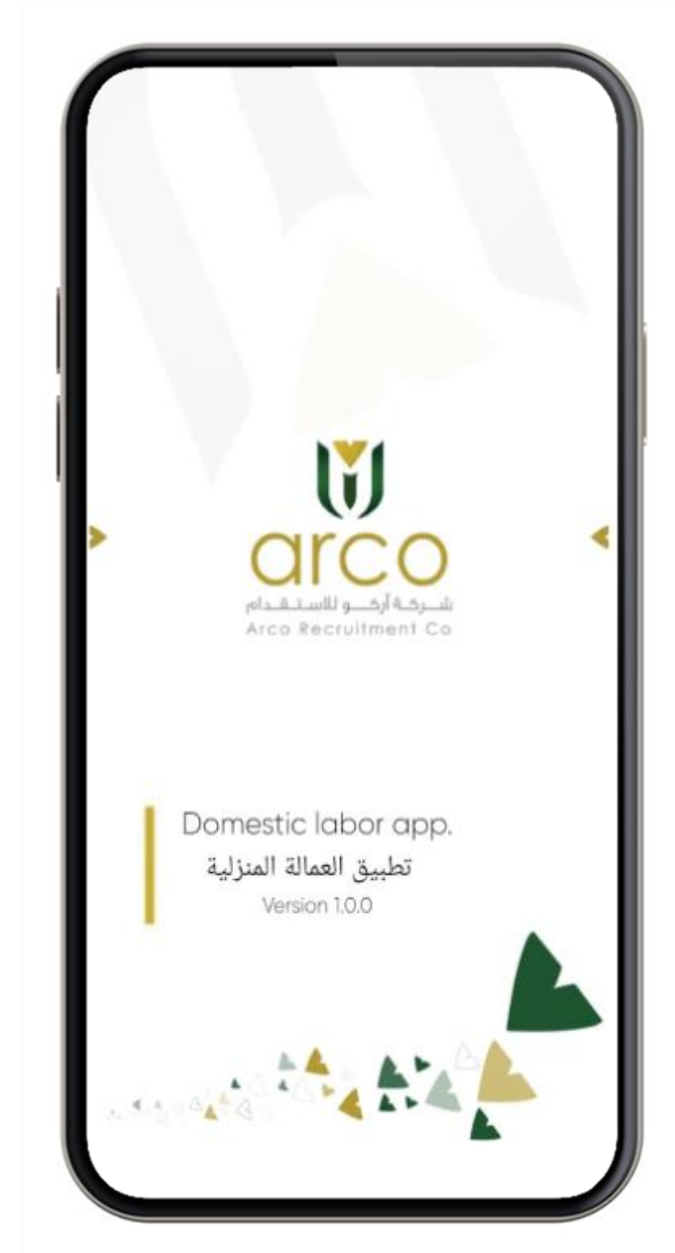 arco
شركة أركو للاستقدام
Arco Recruitment Co
Domestic labor app.
تطبيق العمالة المنزلية
Version 1.0.0